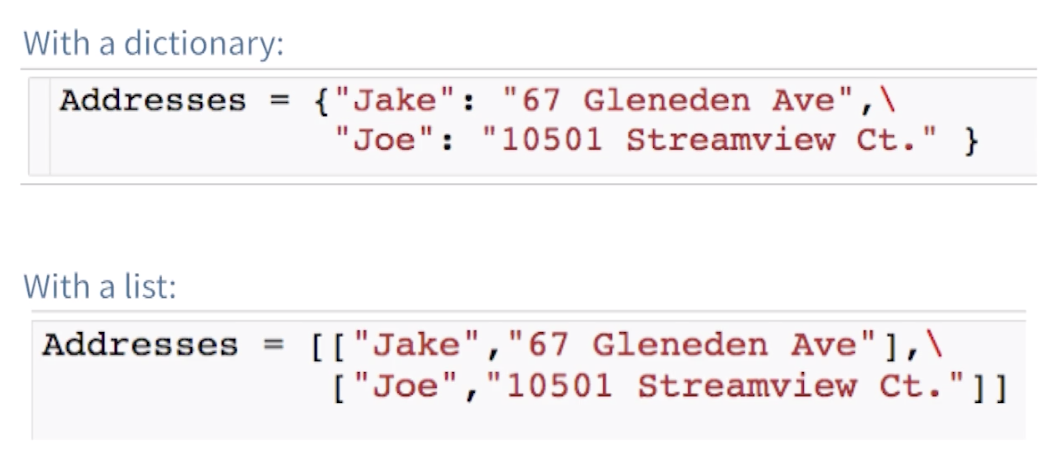 With a dictionary:
Addresses = {"Jake": "67 Gleneden Ave",\
"Joe": "10501 Streamview Ct." }
With a list:
Addresses = [["Jake","67 Gleneden Ave"],\
["Joe","10501 Streamview Ct."]]